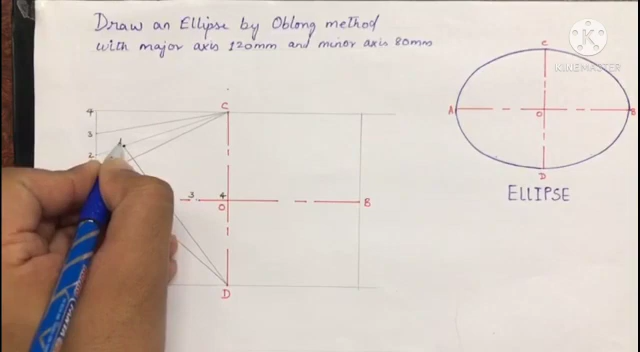 Draw an Ellipse by Oblong method
with major axis 120mm and minor axis 80mm
K
KINEMASTER
C
A
O
B
D
ELLIPSE
C
4
3
2
3
4
O
B
D